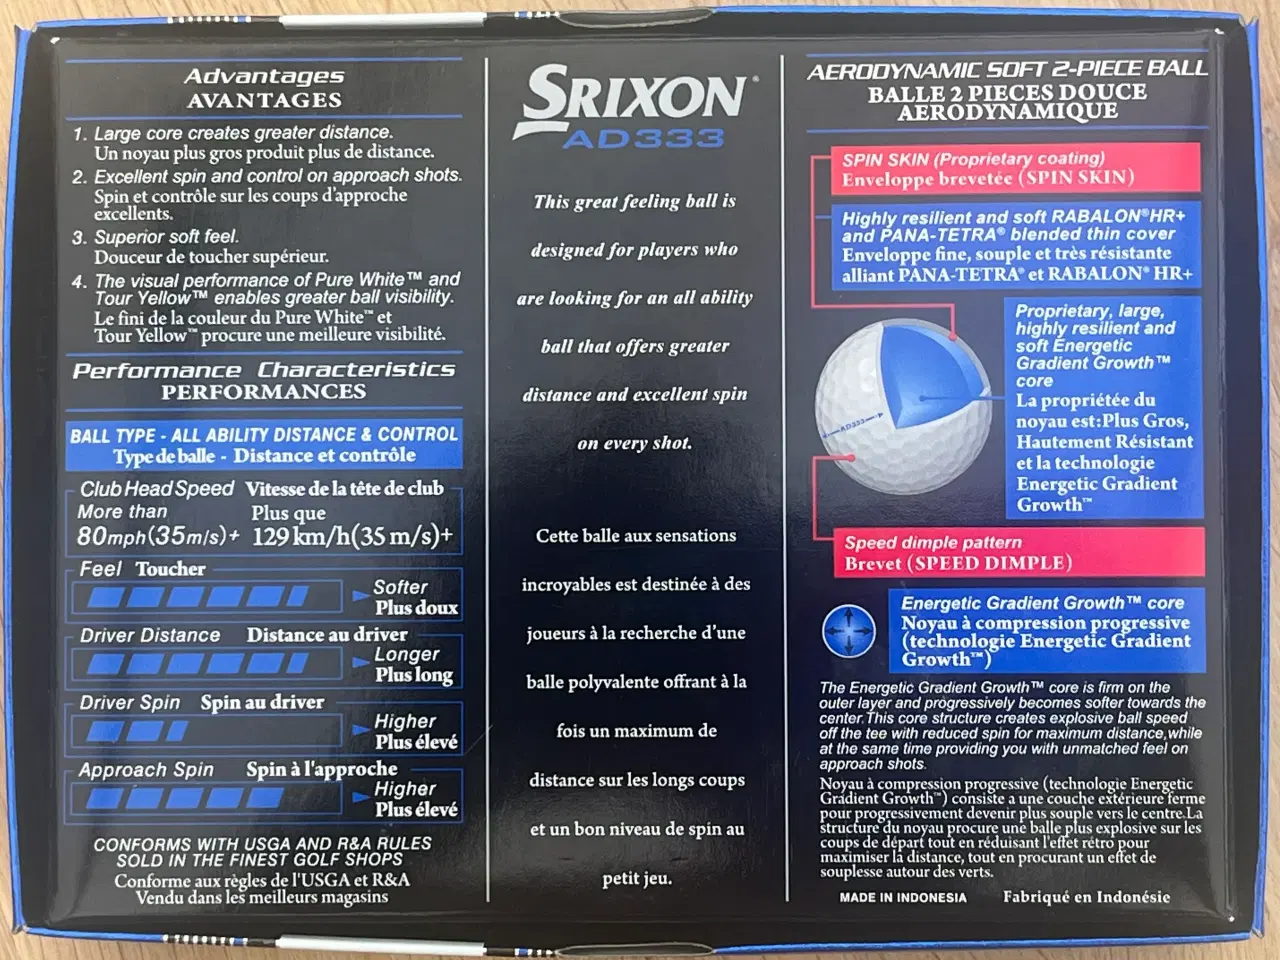 Advantages
AVANTAGES
1. Large core creates greater distance.
Un noyau plus gros produit plus de distance.
2. Excellent spin and control on approach shots.
Spin et contrôle sur les coups d'approche
excellents.
3. Superior soft feel.
Douceur de toucher supérieur.
4. The visual performance of Pure White™ and
Tour Yellow™ enables greater ball visibility.
Le fini de la couleur du Pure White™ et
Tour Yellow™ procure une meilleure visibilité.
Performance Characteristics
PERFORMANCES
BALL TYPE - ALL ABILITY DISTANCE & CONTROL
Type de balle - Distance et contrôle
Club Head Speed Vitesse de la tête de club
More than Plus que
80mph(35m/s)+ 129 km/h(35 m/s)+
Feel Toucher
Softer
Plus doux
Driver Distance Distance au driver
Longer
Plus long
Driver Spin Spin au driver
Higher
Plus élevé
Approach Spin Spin à l'approche
Higher
Plus élevé
CONFORMS WITH USGA AND R&A RULES
SOLD IN THE FINEST GOLF SHOPS
Conforme aux règles de l'USGA et R&A
Vendu dans les meilleurs magasins
SRIXON®
AD333
This great feeling ball is
designed for players who
are looking for an all ability
ball that offers greater
distance and excellent spin
on every shot.
Cette balle aux sensations
incroyables est destinée à des
joueurs à la recherche d'une
balle polyvalente offrant à la
fois un maximum de
distance sur les longs coups
et un bon niveau de spin au
petit jeu.
AERODYNAMIC SOFT 2-PIECE BALL
BALLE 2 PIECES DOUCE
AERODYNAMIQUE
SPIN SKIN (Proprietary coating)
Enveloppe brevetée (SPIN SKIN)
Highly resilient and soft RABALON®HR+
and PANA-TETRA® blended thin cover
Enveloppe fine, souple et très résistante
alliant PANA-TETRA® et RABALON® HR+
Proprietary, large,
highly resilient and
soft Energetic
Gradient Growth™
core
La propriétée du
noyau est:Plus Gros,
Hautement Résistant
et la technologie
Energetic Gradient
Growth™
AD333
Speed dimple pattern
Brevet (SPEED DIMPLE)
Energetic Gradient Growth™ core
Noyau à compression progressive
(technologie Energetic Gradient
Growth™)
The Energetic Gradient Growth™ core is firm on the
outer layer and progressively becomes softer towards the
center.This core structure creates explosive ball speed
off the tee with reduced spin for maximum distance,while
at the same time providing you with unmatched feel on
approach shots.
Noyau à compression progressive (technologie Energetic
Gradient Growth™) consiste a une couche extérieure ferme
pour progressivement devenir plus souple vers le centre.La
structure du noyau procure une balle plus explosive sur les
coups de départ tout en réduisant l'effet rétro pour
maximiser la distance, tout en procurant un effet de
souplesse autour des verts.
MADE IN INDONESIA Fabriqué en Indonésie